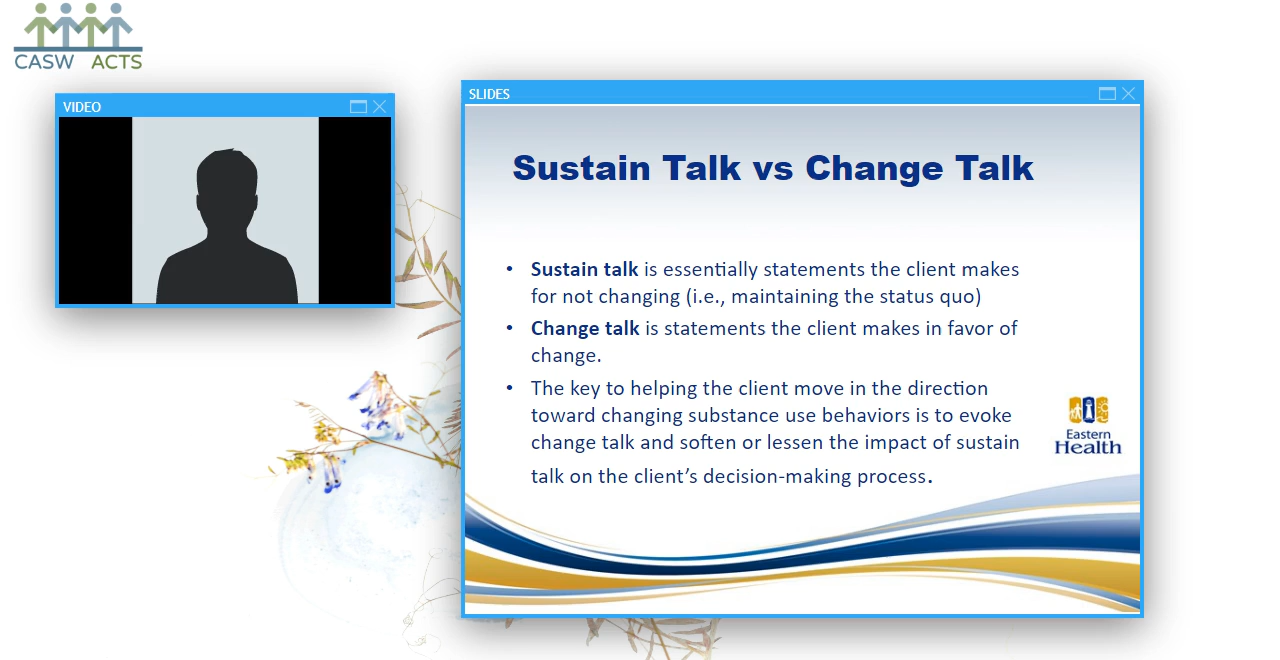 CASW ACTS
VIDEO
SLIDES
Sustain Talk vs Change Talk
• Sustain talk is essentially statements the client makes
for not changing (i.e., maintaining the status quo)
• Change talk is statements the client makes in favor of
change.
• The key to helping the client move in the direction
toward changing substance use behaviors is to evoke
change talk and soften or lessen the impact of sustain
talk on the client’s decision-making process.
Eastern
Health